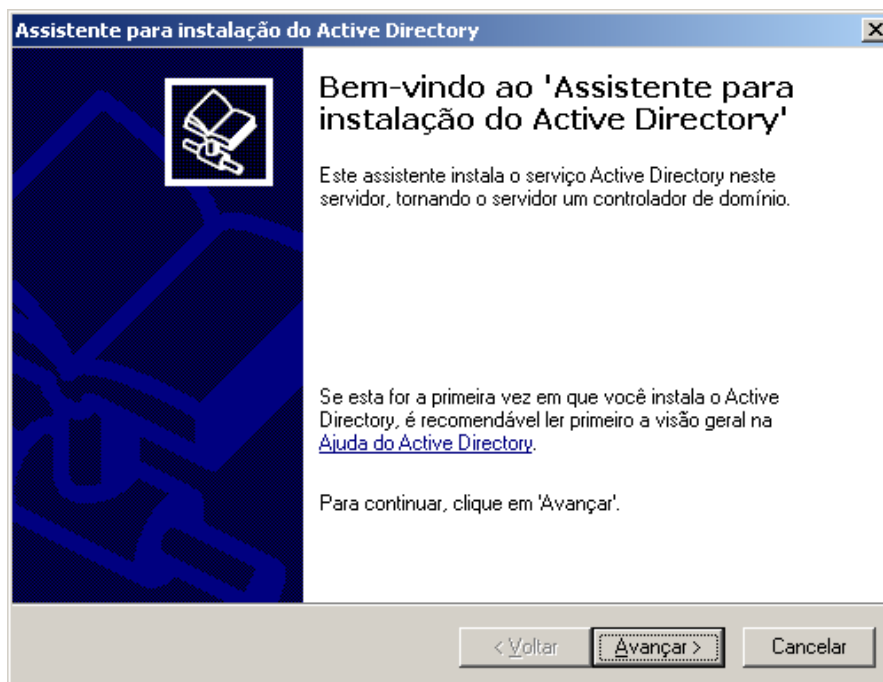 Assistente para instalação do Active Directory
Bem-vindo ao 'Assistente para
instalação do Active Directory'
Este assistente instala o serviço Active Directory neste
servidor, tornando o servidor um controlador de domínio.
Se esta for a primeira vez em que você instala o Active
Directory, é recomendável ler primeiro a visão geral na
Ajuda do Active Directory.
Para continuar, clique em 'Avançar'.
< Voltar
Avançar >
Cancelar